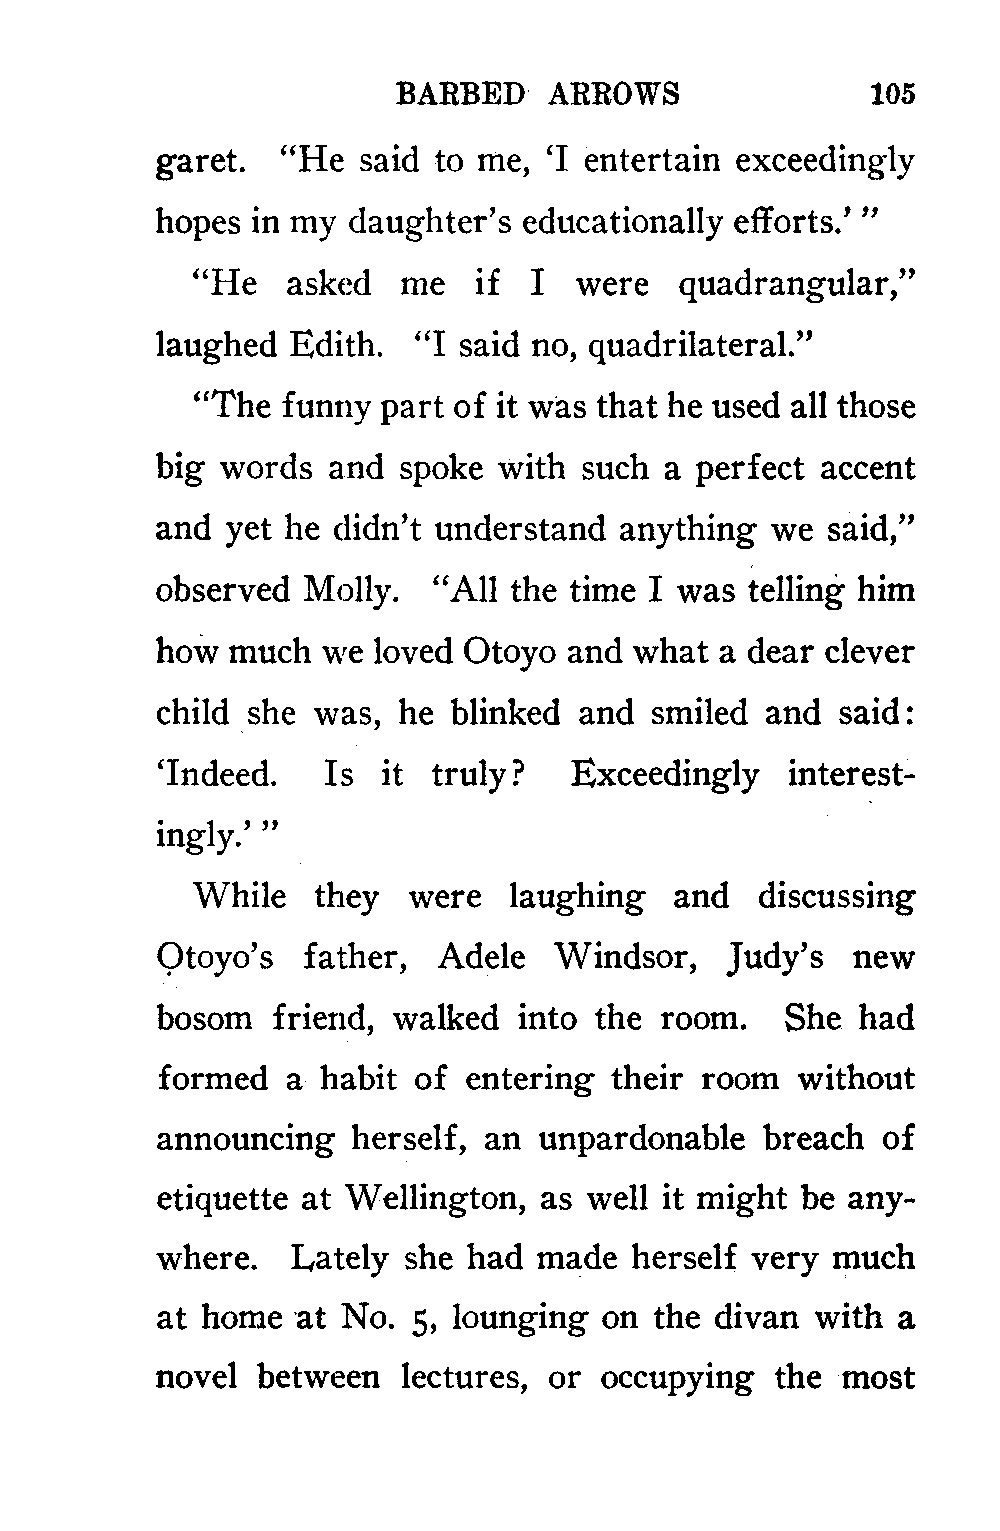 BARBED ARROWS 105
garet. “He said to me, ‘I entertain exceedingly
hopes in my daughter’s educationally efforts.’ ”
“He asked me if I were quadrangular,”
laughed Edith. “I said no, quadrilateral.”
“The funny part of it was that he used all those
big words and spoke with such a perfect accent
and yet he didn’t understand anything we said,”
observed Molly. “All the time I was telling him
how much we loved Otoyo and what a dear clever
child she was, he blinked and smiled and said:
‘Indeed. Is it truly? Exceedingly interest-
ingly.’ ”
While they were laughing and discussing
Otoyo’s father, Adele Windsor, Judy’s new
bosom friend, walked into the room. She had
formed a habit of entering their room without
announcing herself, an unpardonable breach of
etiquette at Wellington, as well it might be any-
where. Lately she had made herself very much
at home at No. 5, lounging on the divan with a
novel between lectures, or occupying the most